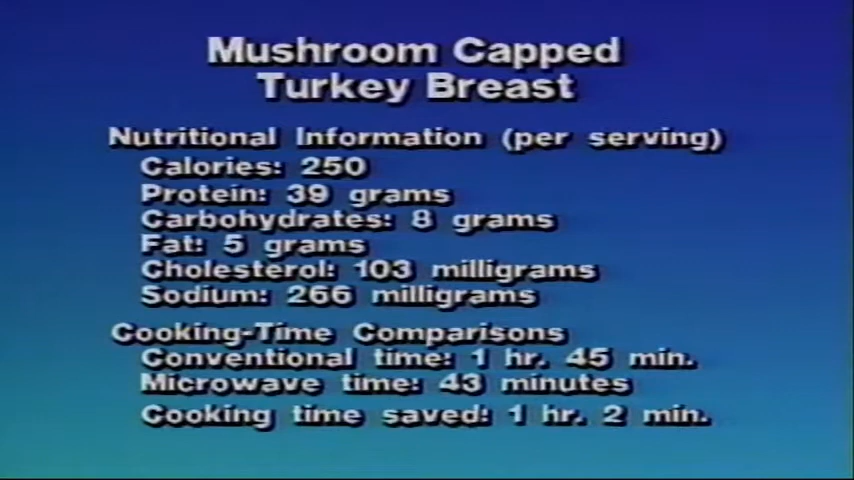 Mushroom Capped
Turkey Breast
Nutritional Information (per serving)
Calories: 250
Protein: 39 grams
Carbohydrates: 8 grams
Fat: 5 grams
Cholesterol: 103 milligrams
Sodium: 266 milligrams
Cooking-Time Comparisons
Conventional time: 1 hr. 45 min.
Microwave time: 43 minutes
Cooking time saved: 1 hr. 2 min.